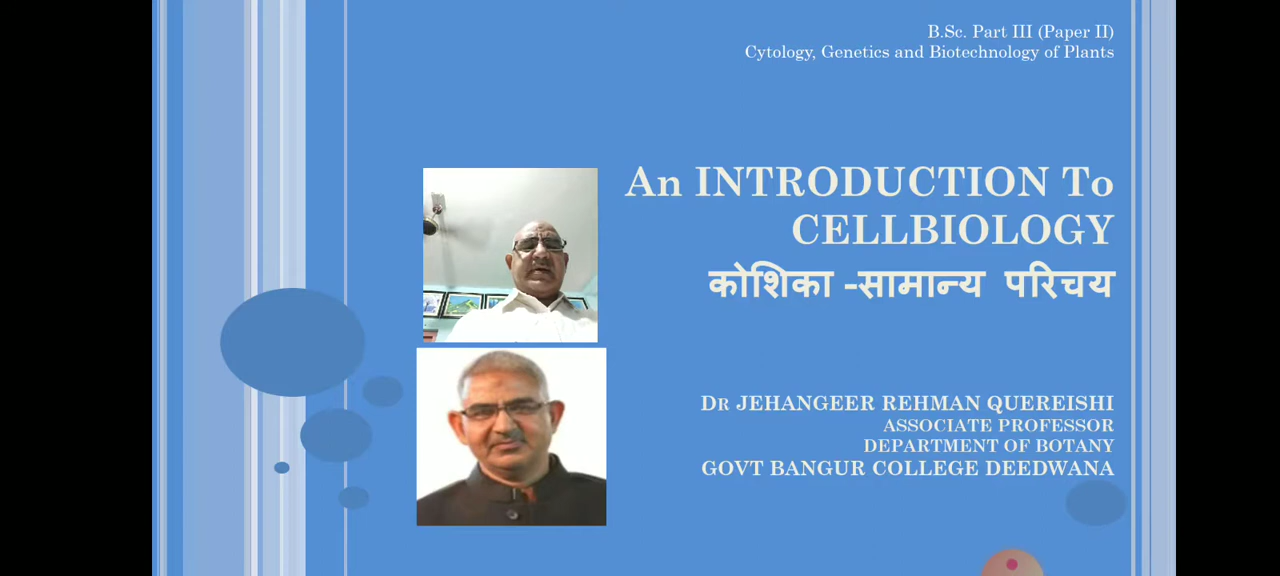 B.Sc. Part III (Paper II)
Cytology, Genetics and Biotechnology of Plants
An INTRODUCTION To
CELLBIOLOGY
कोशिका -सामान्य परिचय
DR JEHANGEER REHMAN QUEREISHI
ASSOCIATE PROFESSOR
DEPARTMENT OF BOTANY
GOVT BANGUR COLLEGE DEEDWANA